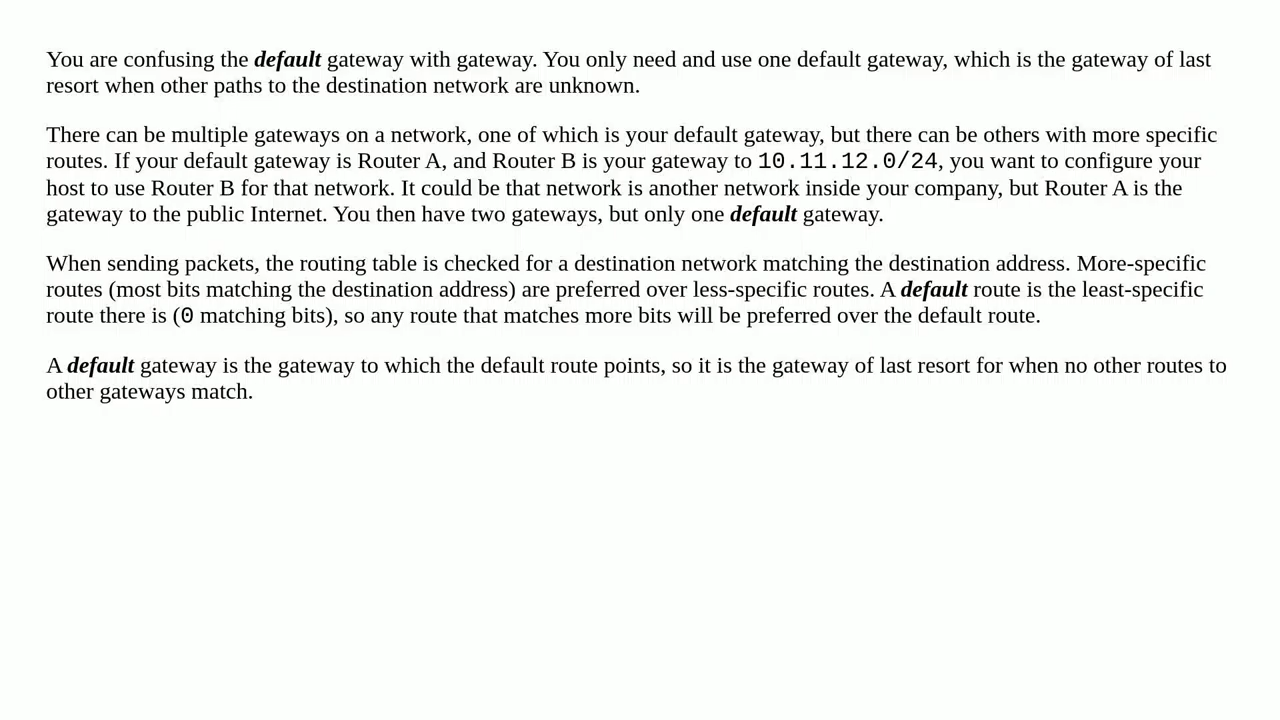 You are confusing the default gateway with gateway. You only need and use one default gateway, which is the gateway of last
resort when other paths to the destination network are unknown.
There can be multiple gateways on a network, one of which is your default gateway, but there can be others with more specific
routes. If your default gateway is Router A, and Router B is your gateway to 10.11.12.0/24, you want to configure your
host to use Router B for that network. It could be that network is another network inside your company, but Router A is the
gateway to the public Internet. You then have two gateways, but only one default gateway.
When sending packets, the routing table is checked for a destination network matching the destination address. More-specific
routes (most bits matching the destination address) are preferred over less-specific routes. A default route is the least-specific
route there is (0 matching bits), so any route that matches more bits will be preferred over the default route.
A default gateway is the gateway to which the default route points, so it is the gateway of last resort for when no other routes to
other gateways match.